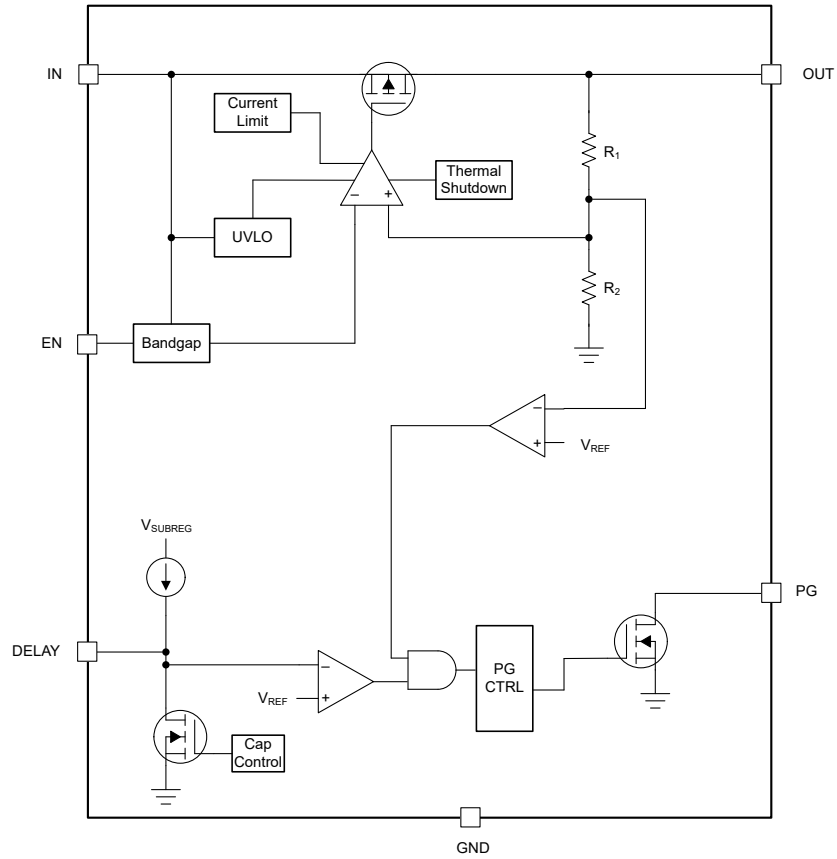 IN
OUT
Current
Limit
R1
Thermal
Shutdown
−
+
UVLO
R2
EN
Bandgap
−
+
VREF
VSUBREG
PG
DELAY
PG
CTRL
−
+
VREF
Cap
Control
GND